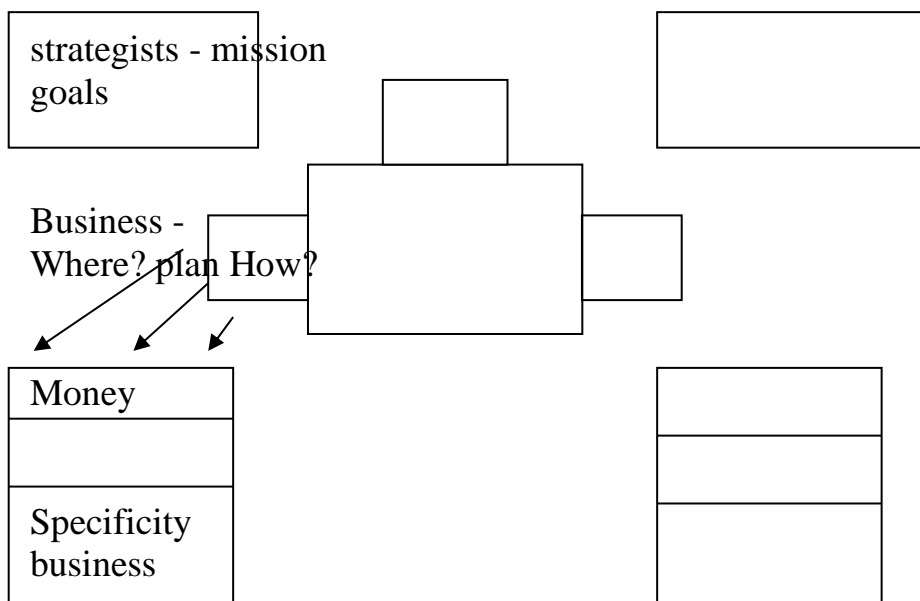 strategists - mission
goals
Business -
Where? plan How?
Money
Specificity
business